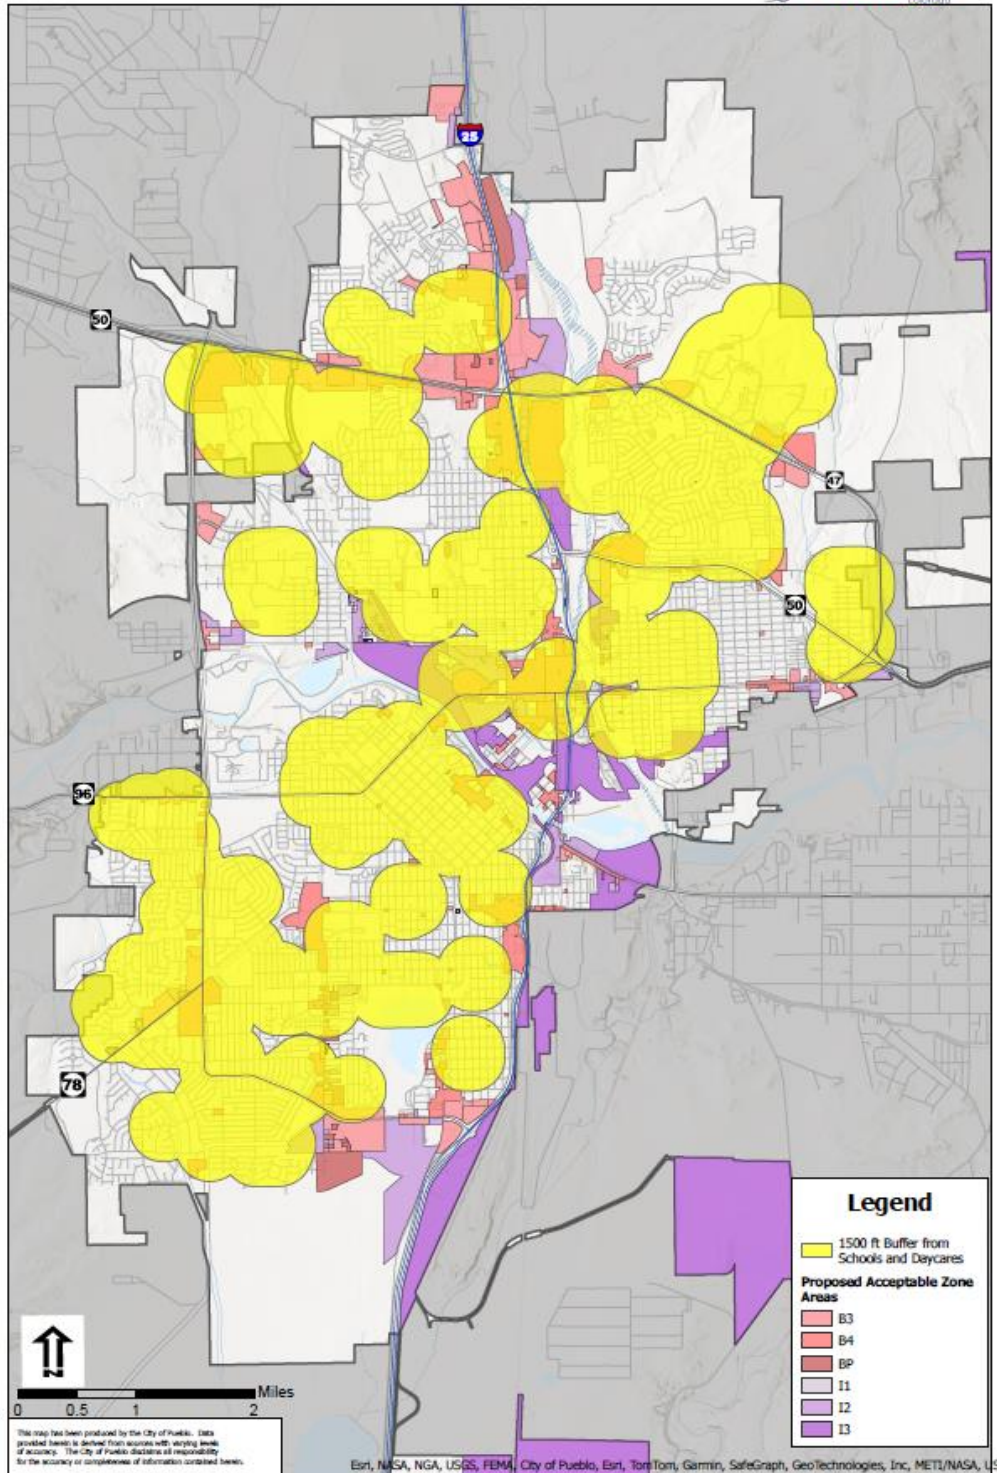 25
50
47
50
96
78
Legend
1500 ft Buffer from
Schools and Daycares
Proposed Acceptable Zone
Areas
B3
B4
BP
I1
I2
I3
N
Miles
0 0.5 1 2
This map has been produced by the City of Pueblo. Data
provided herein is derived from sources with varying levels
of accuracy. The City of Pueblo disclaims all responsibility
for the accuracy or completeness of information contained herein.
Esri, NASA, NGA, USGS, FEMA, City of Pueblo, Esri, TomTom, Garmin, SafeGraph, GeoTechnologies, Inc, METI/NASA, US